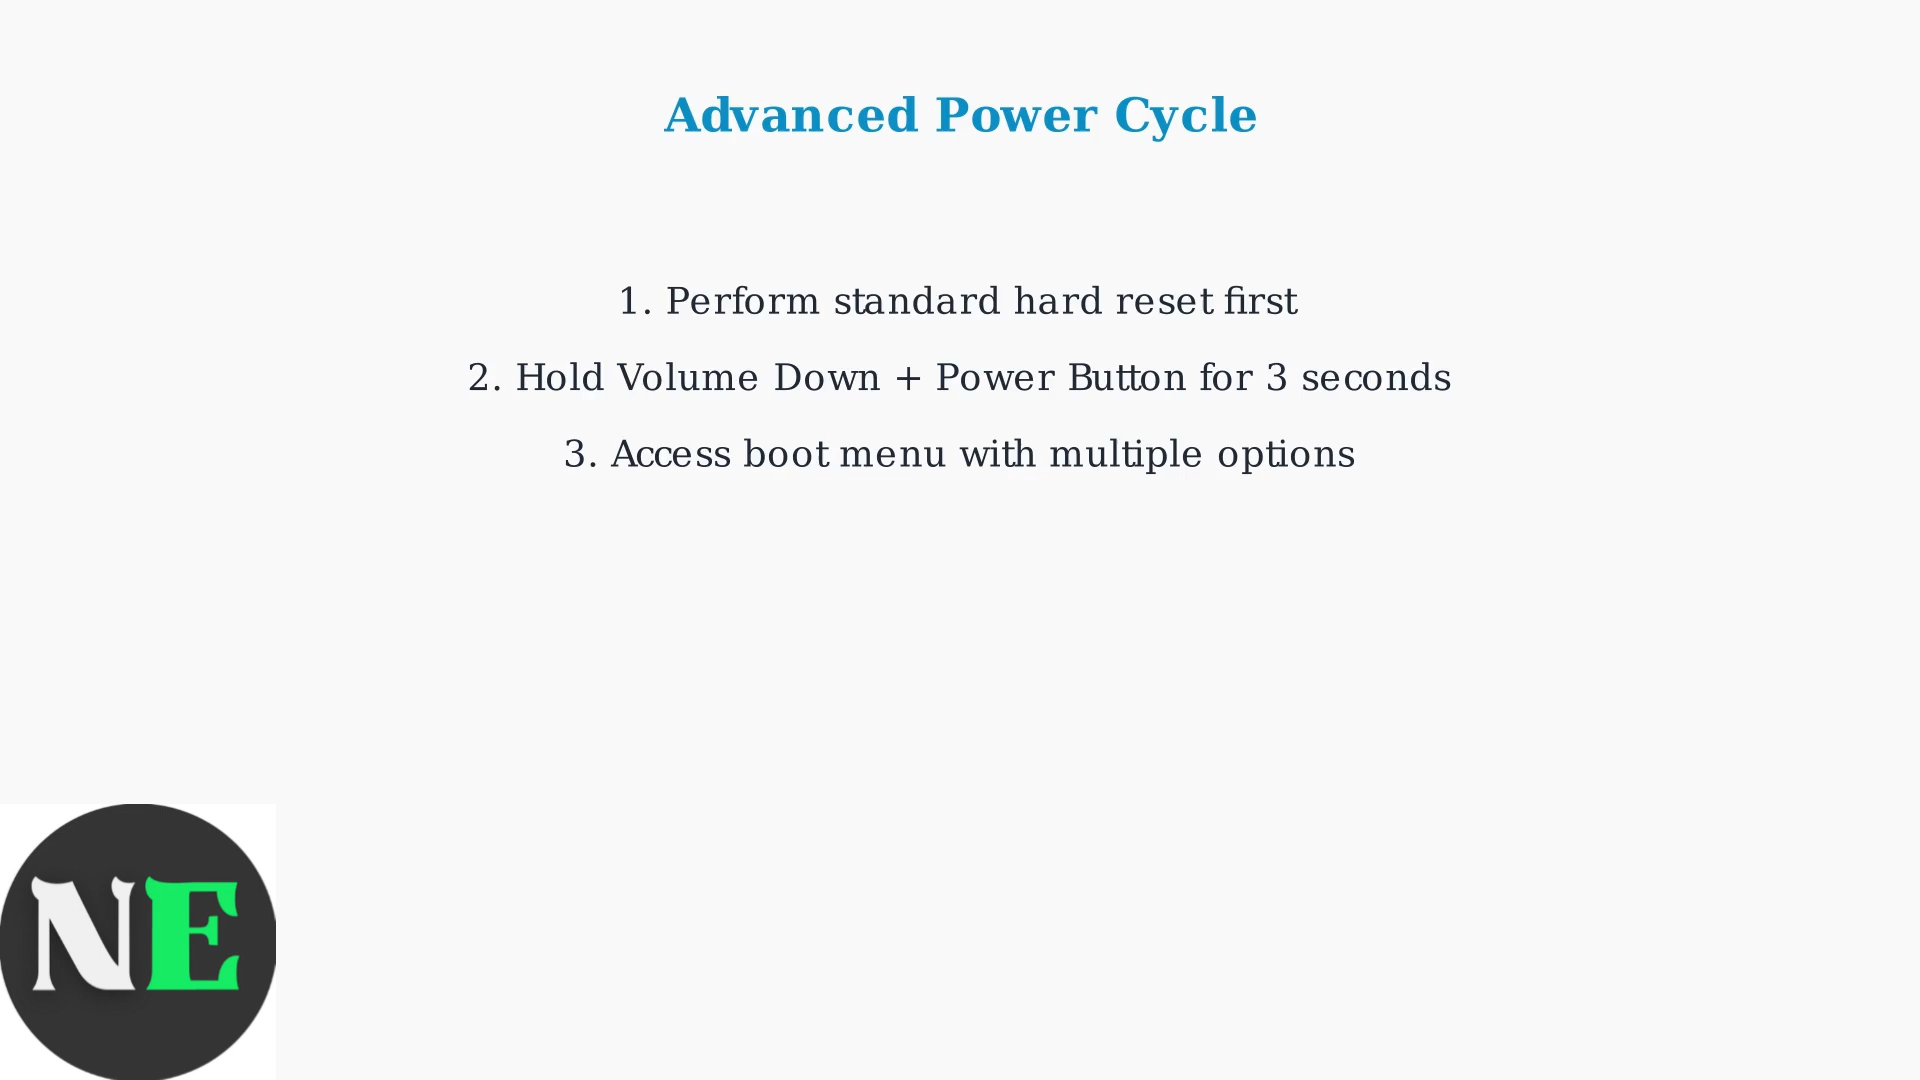 Advanced Power Cycle
1. Perform standard hard reset first
2. Hold Volume Down + Power Button for 3 seconds
3. Access boot menu with multiple options
NE